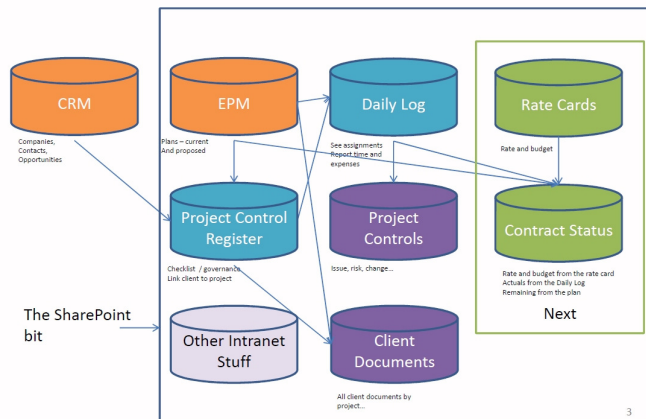 CRM
EPM
Daily Log
Rate Cards
Companies,
Contacts,
Opportunities
Plans – current
And proposed
See assignments
Report time and
expenses
Rate and budget
Project Control
Register
Project
Controls
Contract Status
Checklist / governance
Link client to project
Issue, risk, change...
Rate and budget from the rate card
Actuals from the Daily Log
Remaining from the plan
Next
The SharePoint
bit
Other Intranet
Stuff
Client
Documents
All client documents by
project...
3